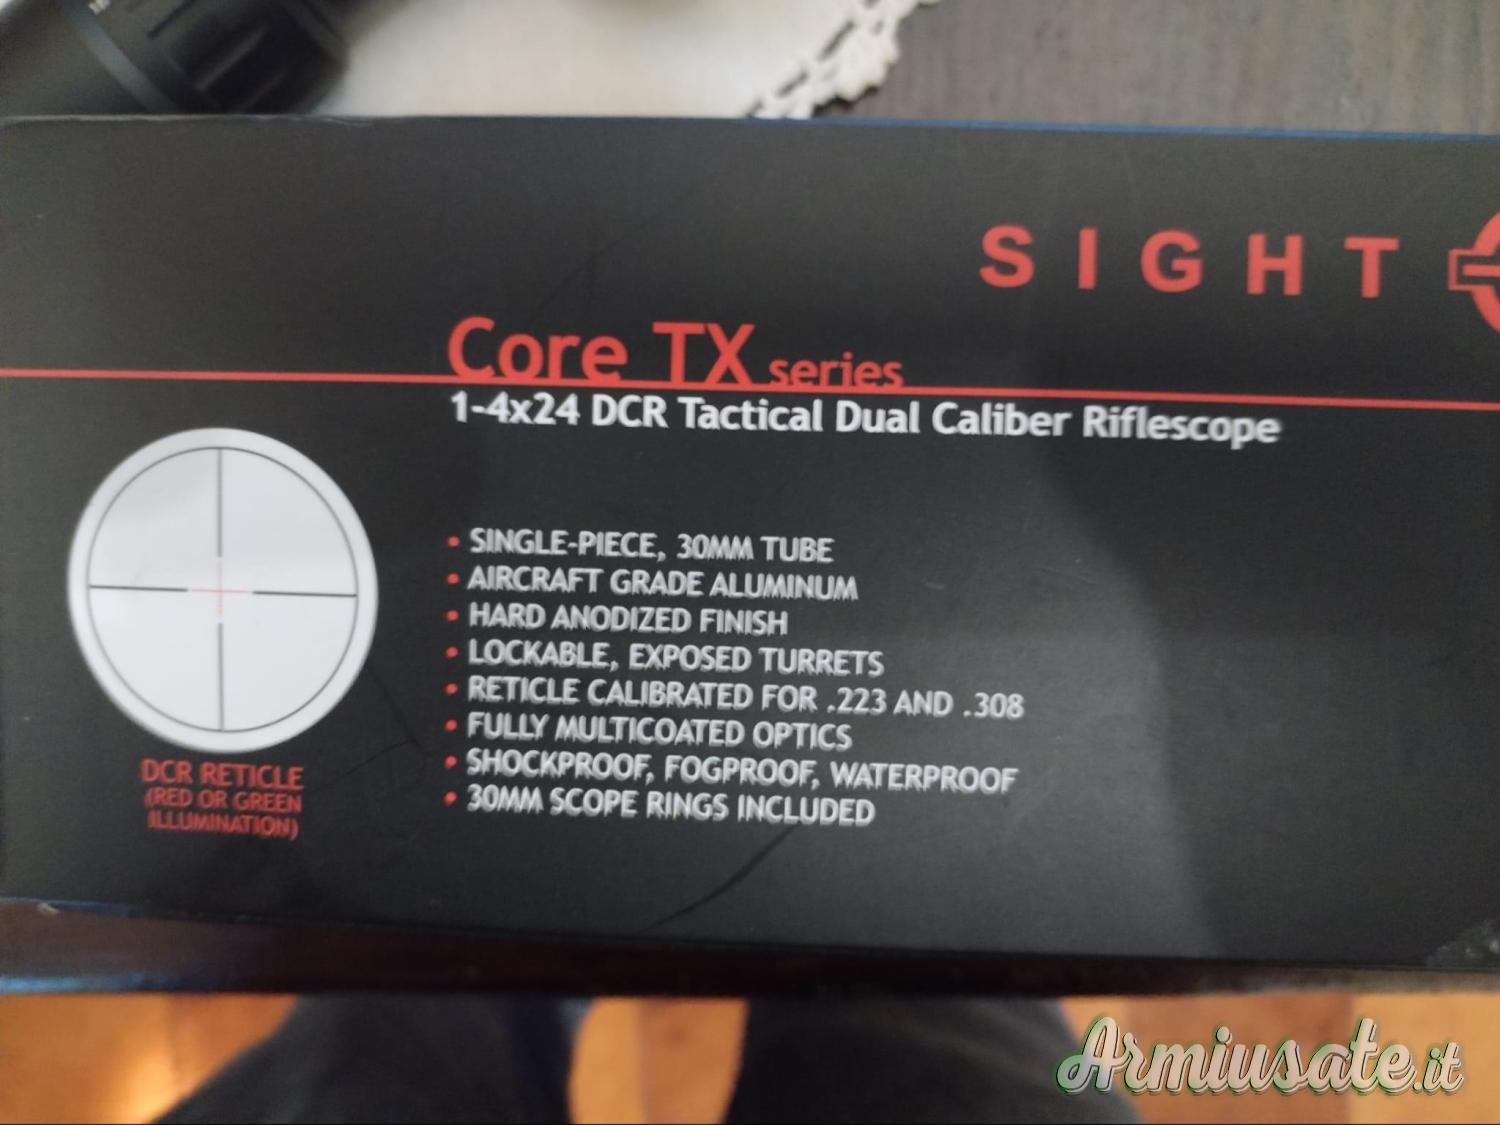 SIGHT
Core TX series
1-4x24 DCR Tactical Dual Caliber Riflescope
• SINGLE-PIECE, 30MM TUBE
• AIRCRAFT GRADE ALUMINUM
• HARD ANODIZED FINISH
• LOCKABLE, EXPOSED TURRETS
• RETICLE CALIBRATED FOR .223 AND .308
• FULLY MULTICOATED OPTICS
• SHOCKPROOF, FOGPROOF, WATERPROOF
• 30MM SCOPE RINGS INCLUDED
DCR RETICLE
(RED OR GREEN
ILLUMINATION)
Armiusate.it